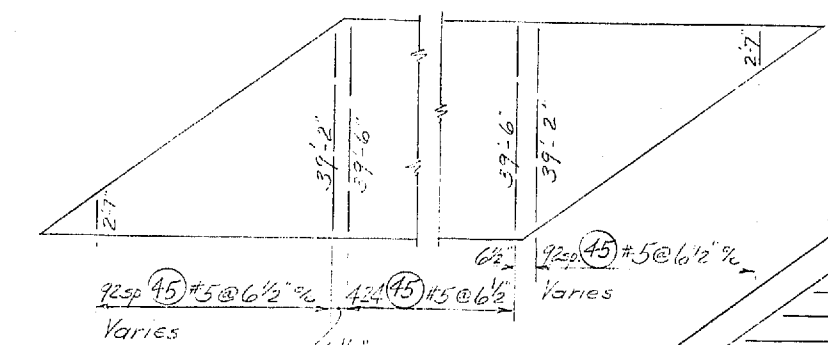 2'-7"
39'-2"
39'-6"
39'-6"
39'-2"
2'-7"
92sp (45) #5@6½" %
Varies
424 (45) #5@6½"
6½"
92sp. (45) #5@6½" %
Varies